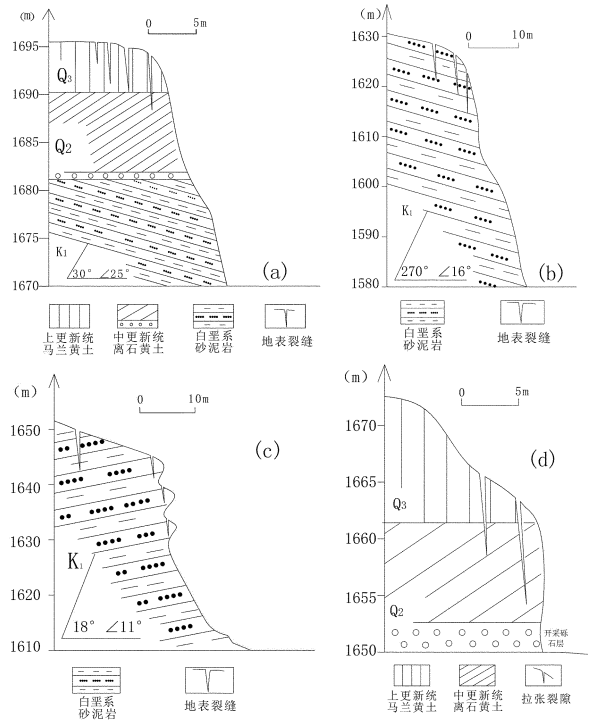 (m)
0 5m
1695
1690
1685
1680
1675
1670
Q3
Q2
K1
30° ∠25°
(a)
上更新统
马兰黄土
中更新统
离石黄土
白垩系
砂泥岩
地表裂缝
(m)
0 10m
1630
1620
1610
1600
1590
1580
K1
270° ∠16°
(b)
白垩系
砂泥岩
地表裂缝
(m)
0 10m
1650
1640
1630
1620
1610
K1
18° ∠11°
(c)
白垩系
砂泥岩
地表裂缝
(m)
0 5m
1670
1665
1660
1655
1650
Q3
Q2
(d)
开采砾
石层
上更新统
马兰黄土
中更新统
离石黄土
拉张裂隙